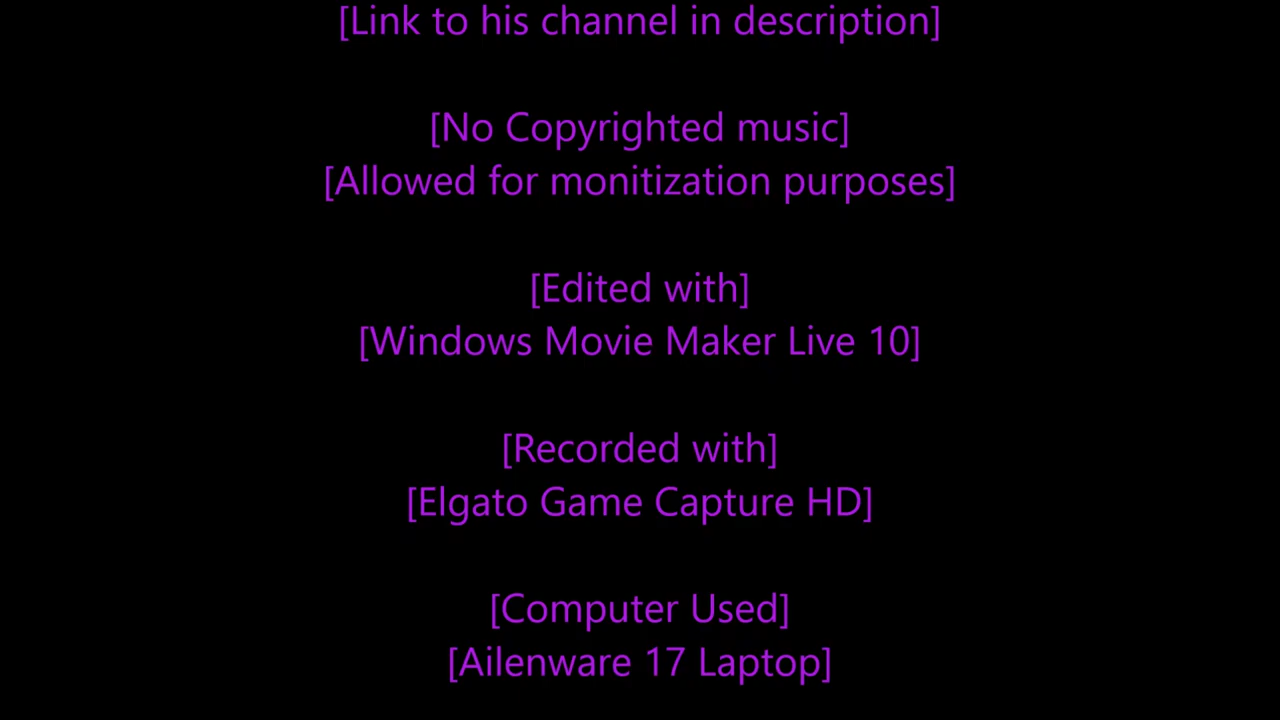 [Link to his channel in description]
[No Copyrighted music]
[Allowed for monitization purposes]
[Edited with]
[Windows Movie Maker Live 10]
[Recorded with]
[Elgato Game Capture HD]
[Computer Used]
[Ailenware 17 Laptop]